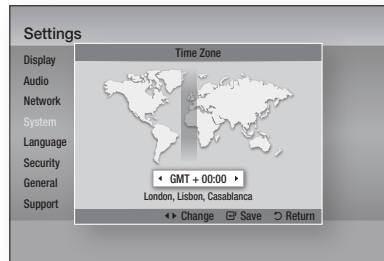 Settings
Display
Audio
Network
System
Language
Security
General
Support
Time Zone
GMT + 00:00
London, Lisbon, Casablanca
Change Save Return